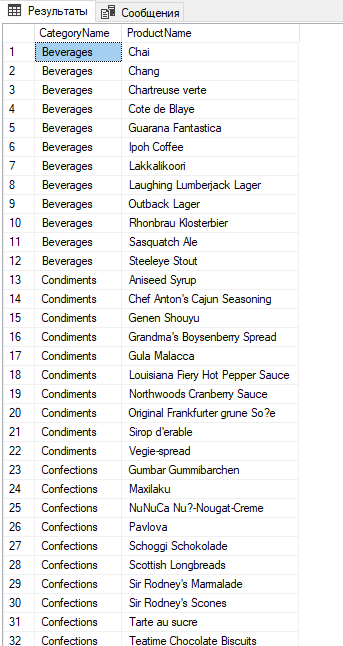 Результаты Сообщения
CategoryName ProductName
1 Beverages Chai
2 Beverages Chang
3 Beverages Chartreuse verte
4 Beverages Cote de Blaye
5 Beverages Guarana Fantastica
6 Beverages Ipoh Coffee
7 Beverages Lakkalikoori
8 Beverages Laughing Lumberjack Lager
9 Beverages Outback Lager
10 Beverages Rhonbrau Klosterbier
11 Beverages Sasquatch Ale
12 Beverages Steeleye Stout
13 Condiments Aniseed Syrup
14 Condiments Chef Anton's Cajun Seasoning
15 Condiments Genen Shouyu
16 Condiments Grandma's Boysenberry Spread
17 Condiments Gula Malacca
18 Condiments Louisiana Fiery Hot Pepper Sauce
19 Condiments Northwoods Cranberry Sauce
20 Condiments Original Frankfurter grune So?e
21 Condiments Sirop d'erable
22 Condiments Vegie-spread
23 Confections Gumbar Gummibarchen
24 Confections Maxilaku
25 Confections NuNuCa Nu?-Nougat-Creme
26 Confections Pavlova
27 Confections Schoggi Schokolade
28 Confections Scottish Longbreads
29 Confections Sir Rodney's Marmalade
30 Confections Sir Rodney's Scones
31 Confections Tarte au sucre
32 Confections Teatime Chocolate Biscuits